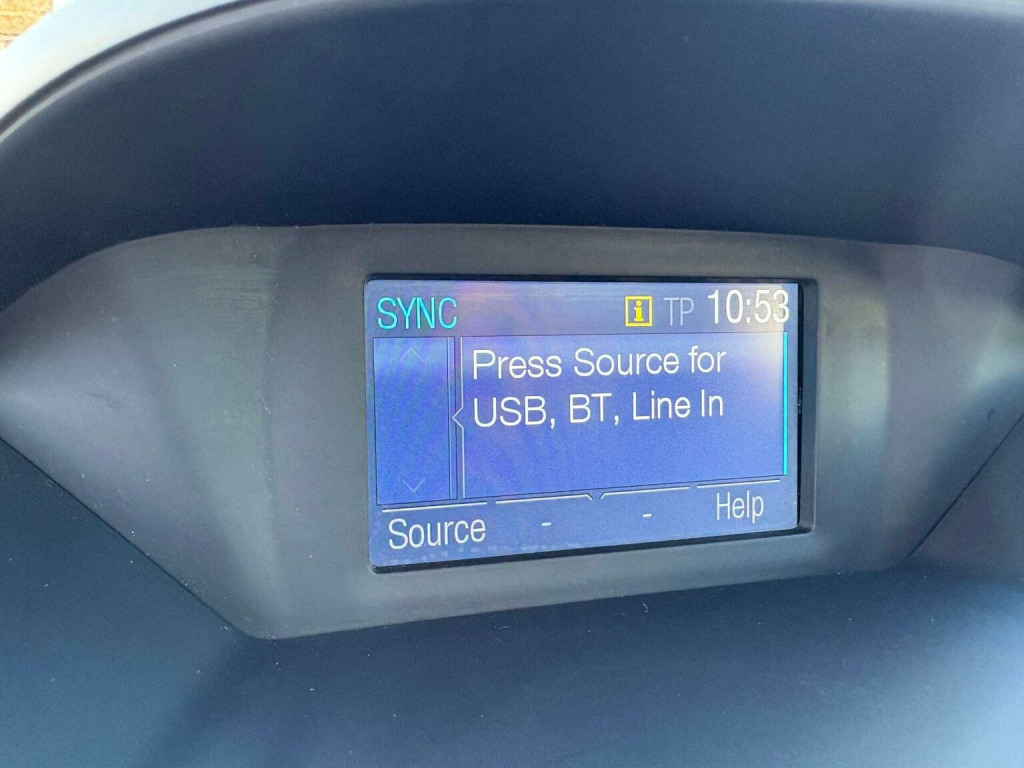 SYNC i TP 10:53
Press Source for
USB, BT, Line In
Source - - Help